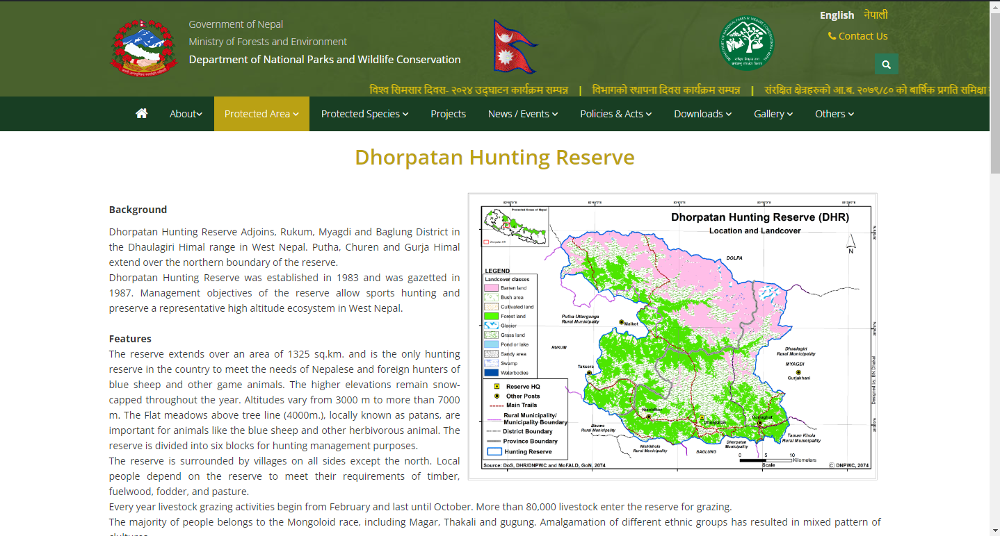 Government of Nepal
Ministry of Forests and Environment
Department of National Parks and Wildlife Conservation
English नेपाली
Contact Us
विश्व सिमसार दिवस- २०२४ उद्घाटन कार्यक्रम सम्पन्न | विभागको स्थापना दिवस कार्यक्रम सम्पन्न | संरक्षित क्षेत्रहरुको आ.ब. २०७९/८० को बार्षिक प्रगति समिक्षा
About Protected Area Protected Species Projects News / Events Policies & Acts Downloads Gallery Others
Dhorpatan Hunting Reserve
Background
Dhorpatan Hunting Reserve Adjoins, Rukum, Myagdi and Baglung District in
the Dhaulagiri Himal range in West Nepal. Putha, Churen and Gurja Himal
extend over the northern boundary of the reserve.
Dhorpatan Hunting Reserve was established in 1983 and was gazetted in
1987. Management objectives of the reserve allow sports hunting and
preserve a representative high altitude ecosystem in West Nepal.
Features
The reserve extends over an area of 1325 sq.km. and is the only hunting
reserve in the country to meet the needs of Nepalese and foreign hunters of
blue sheep and other game animals. The higher elevations remain snow-
capped throughout the year. Altitudes vary from 3000 m to more than 7000
m. The Flat meadows above tree line (4000m.), locally known as patans, are
important for animals like the blue sheep and other herbivorous animal. The
reserve is divided into six blocks for hunting management purposes.
The reserve is surrounded by villages on all sides except the north. Local
people depend on the reserve to meet their requirements of timber,
fuelwood, fodder, and pasture.
Every year livestock grazing activities begin from February and last until October. More than 80,000 livestock enter the reserve for grazing.
The majority of people belongs to the Mongoloid race, including Magar, Thakali and gugung. Amalgamation of different ethnic groups has resulted in mixed pattern of
Protected Areas of Nepal
Dhorpatan HR
Dhorpatan Hunting Reserve (DHR)
Location and Landcover
N
DOLPA
LEGEND
Landcover classes
Barren land
Bush area
Cultivated land
Forest land
Glacier
Grass land
Pond or lake
Sandy area
Swamp
Waterbodies
Reserve HQ
Other Posts
Main Trails
Rural Municipality/
Municipality Boundary
District Boundary
Province Boundary
Hunting Reserve
Putha Uttarganga
Rural Municipality
Maikot
RUKUM
Taksera
Dhaulagiri
Rural Municipality
MYAGDI
Gurjakhani
Dhorpatan
Gurjaghat
Bhume
Rural Municipality
Nishikhola
Rural Municipality
BAGLUNG
Dhorpatan
Municipality
Taman Khola
Rural Municipality
0 5 10
Kilometers
Scale
Source: DoS, DHR/DNPWC and MoFALD, GoN, 2074
© DNPWC, 2074
Designed by: BN Dhakal